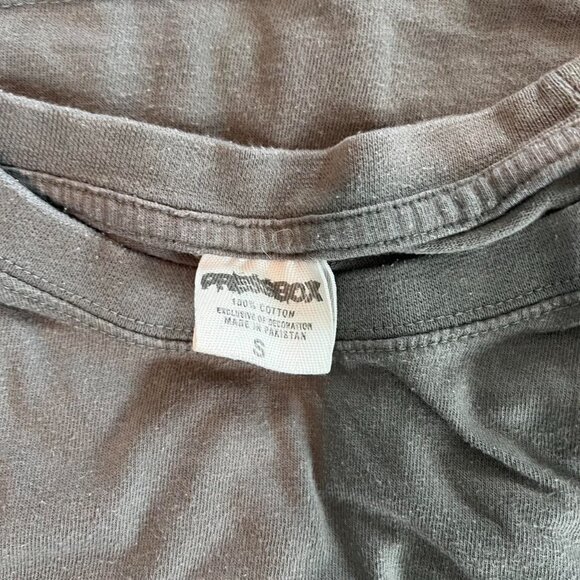 PRESSBOX
100% COTTON
EXCLUSIVE OF DECORATION
MADE IN PAKISTAN
S